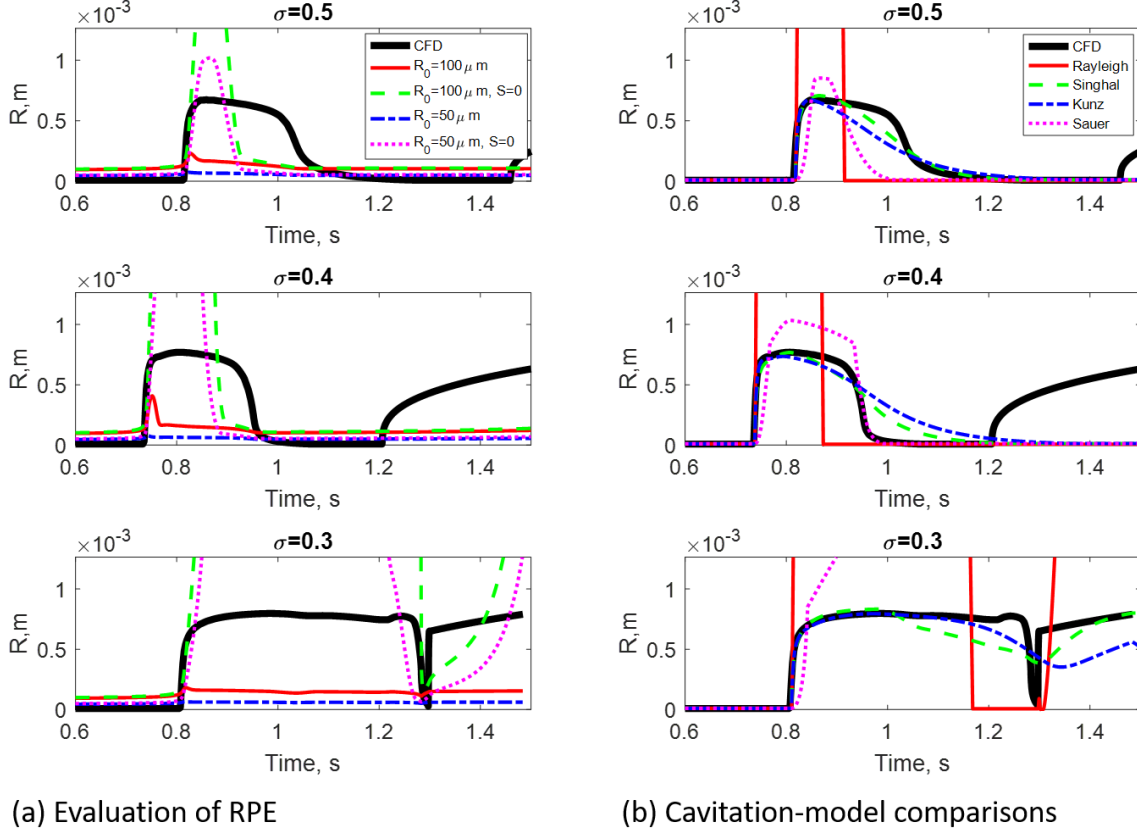 ×10⁻³
σ=0.5
R,m
1
0.5
0
CFD
R₀=100 μ m
R₀=100 μ m, S=0
R₀=50 μ m
R₀=50 μ m, S=0
0.6 0.8 1 1.2 1.4
Time, s
×10⁻³
σ=0.4
R,m
1
0.5
0
0.6 0.8 1 1.2 1.4
Time, s
×10⁻³
σ=0.3
R,m
1
0.5
0
0.6 0.8 1 1.2 1.4
Time, s
(a) Evaluation of RPE
×10⁻³
σ=0.5
R,m
1
0.5
0
CFD
Rayleigh
Singhal
Kunz
Sauer
0.6 0.8 1 1.2 1.4
Time, s
×10⁻³
σ=0.4
R,m
1
0.5
0
0.6 0.8 1 1.2 1.4
Time, s
×10⁻³
σ=0.3
R,m
1
0.5
0
0.6 0.8 1 1.2 1.4
Time, s
(b) Cavitation-model comparisons